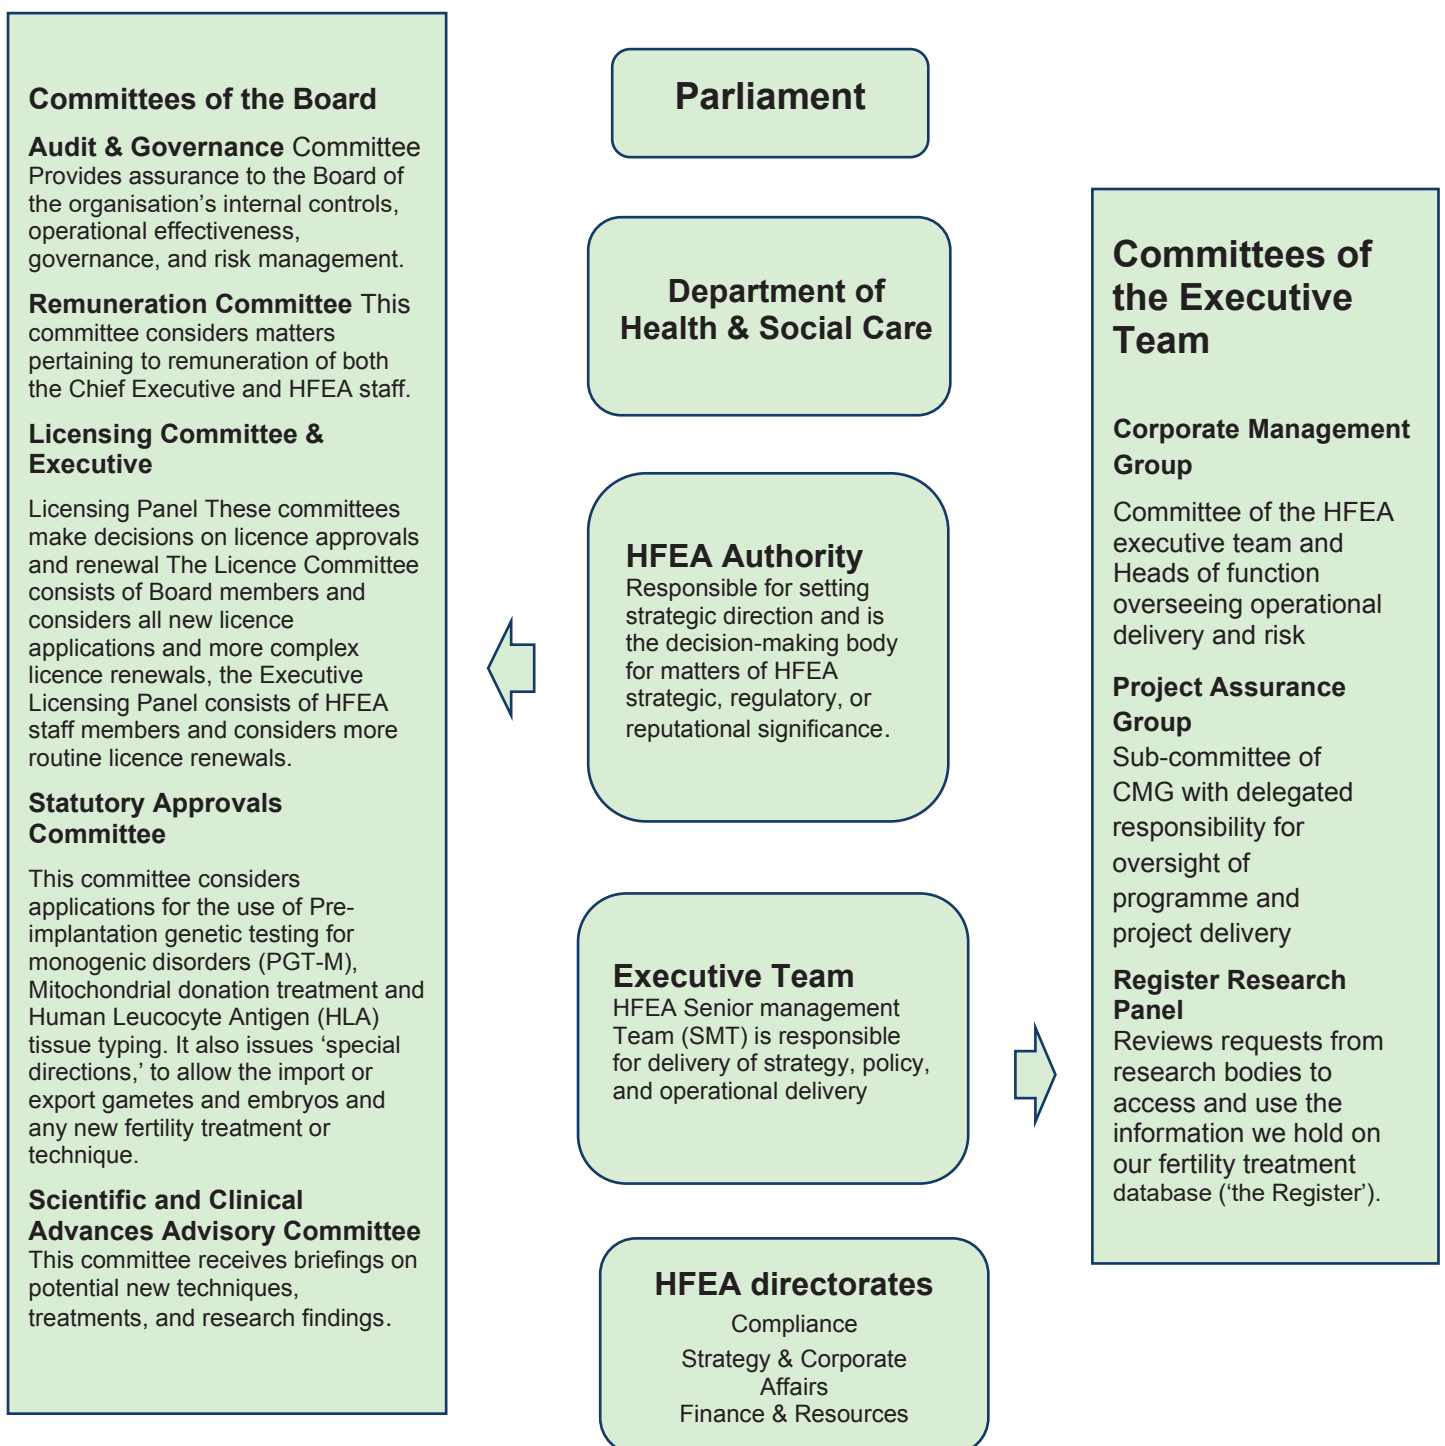 Committees of the Board
Audit & Governance Committee
Provides assurance to the Board of
the organisation’s internal controls,
operational effectiveness,
governance, and risk management.
Remuneration Committee This
committee considers matters
pertaining to remuneration of both
the Chief Executive and HFEA staff.
Licensing Committee &
Executive
Licensing Panel These committees
make decisions on licence approvals
and renewal The Licence Committee
consists of Board members and
considers all new licence
applications and more complex
licence renewals, the Executive
Licensing Panel consists of HFEA
staff members and considers more
routine licence renewals.
Statutory Approvals
Committee
This committee considers
applications for the use of Pre-
implantation genetic testing for
monogenic disorders (PGT-M),
Mitochondrial donation treatment and
Human Leucocyte Antigen (HLA)
tissue typing. It also issues ‘special
directions,’ to allow the import or
export gametes and embryos and
any new fertility treatment or
technique.
Scientific and Clinical
Advances Advisory Committee
This committee receives briefings on
potential new techniques,
treatments, and research findings.
Parliament
Department of
Health & Social Care
HFEA Authority
Responsible for setting
strategic direction and is
the decision-making body
for matters of HFEA
strategic, regulatory, or
reputational significance.
Executive Team
HFEA Senior management
Team (SMT) is responsible
for delivery of strategy, policy,
and operational delivery
HFEA directorates
Compliance
Strategy & Corporate
Affairs
Finance & Resources
Committees of
the Executive
Team
Corporate Management
Group
Committee of the HFEA
executive team and
Heads of function
overseeing operational
delivery and risk
Project Assurance
Group
Sub-committee of
CMG with delegated
responsibility for
oversight of
programme and
project delivery
Register Research
Panel
Reviews requests from
research bodies to
access and use the
information we hold on
our fertility treatment
database (‘the Register’).